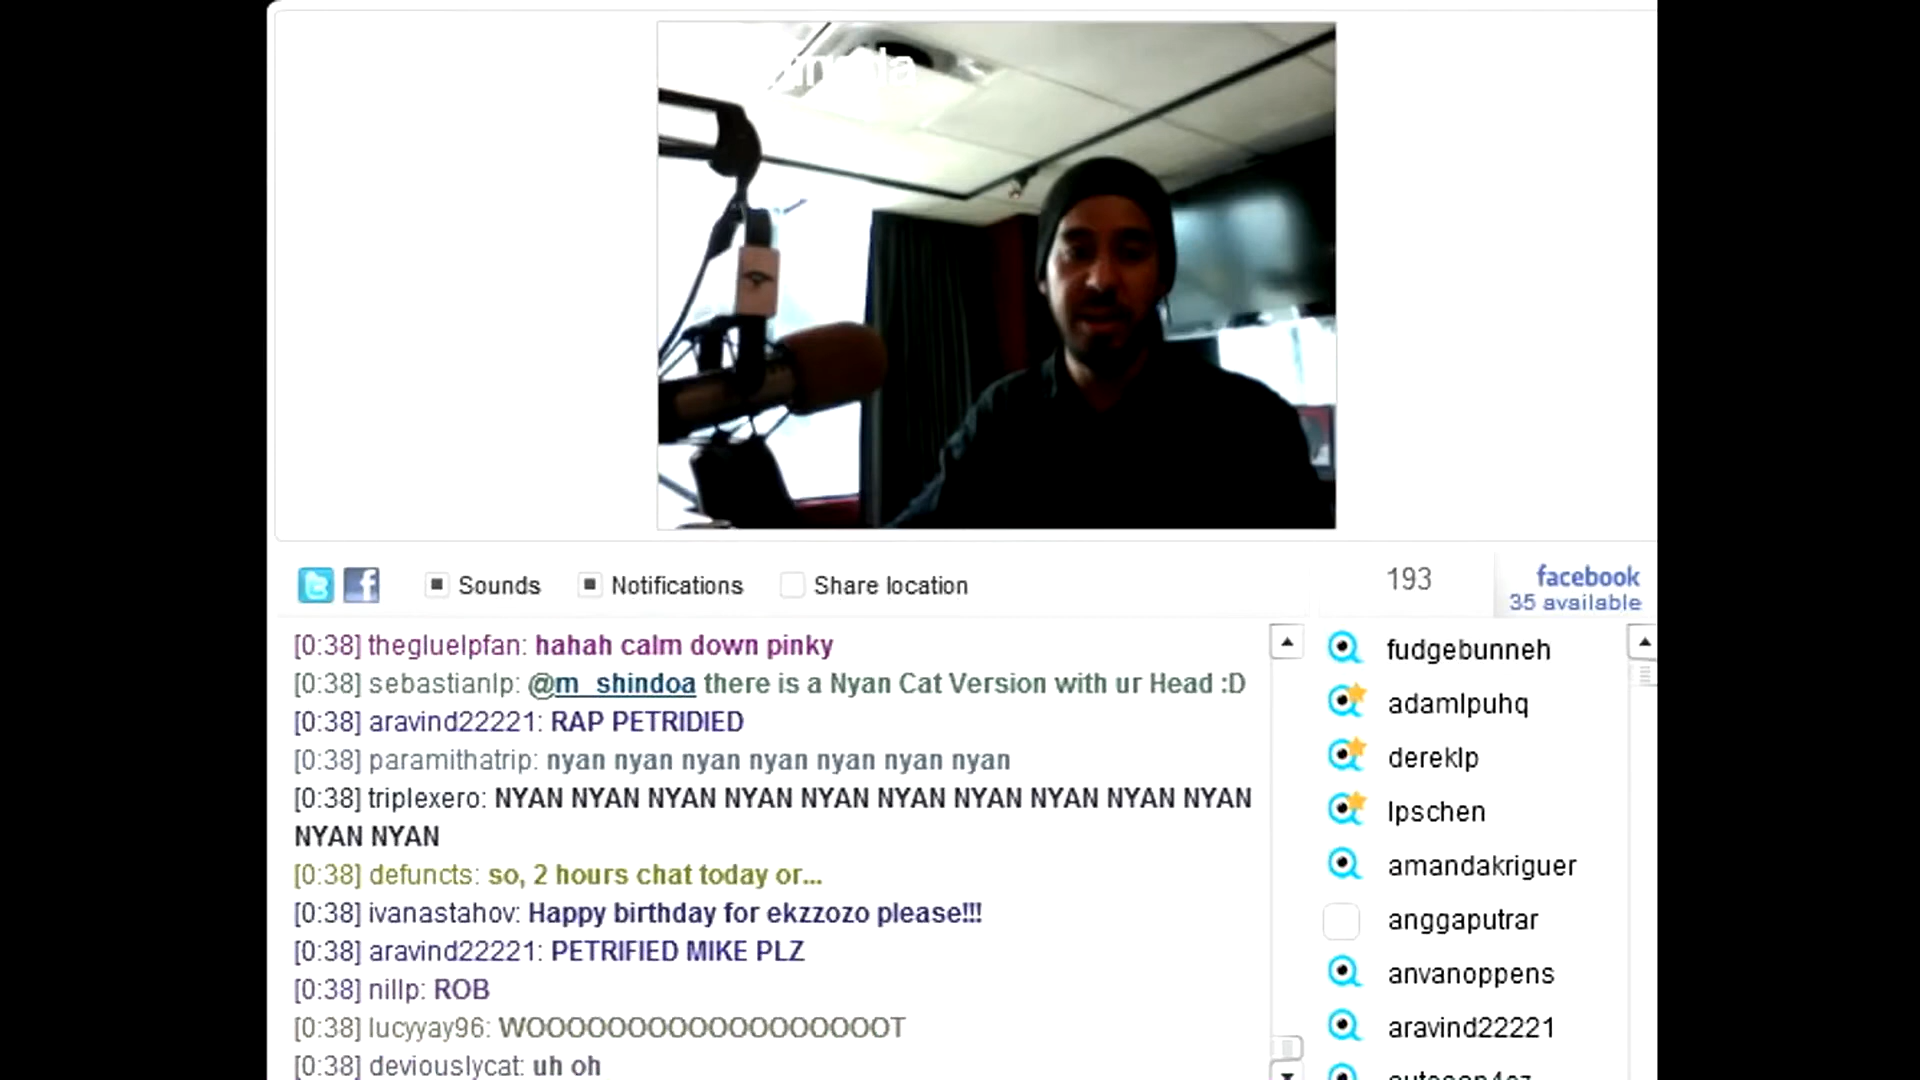 Sounds
Notifications
Share location
193
facebook
35 available
[0:38] thegluelpfan: hahah calm down pinky
[0:38] sebastianlp: @m_shindoa there is a Nyan Cat Version with ur Head :D
[0:38] aravind22221: RAP PETRIDIED
[0:38] paramithatrip: nyan nyan nyan nyan nyan nyan nyan
[0:38] triplexero: NYAN NYAN NYAN NYAN NYAN NYAN NYAN NYAN NYAN NYAN
NYAN NYAN
[0:38] defuncts: so, 2 hours chat today or...
[0:38] ivanastahov: Happy birthday for ekzzozo please!!!
[0:38] aravind22221: PETRIFIED MIKE PLZ
[0:38] nillp: ROB
[0:38] lucyyay96: WOOOOOOOOOOOOOOOOOOOT
[0:38] deviouslycat: uh oh
fudgebunneh
adamlpuhq
dereklp
lpschen
amandakriguer
anggaputrar
anvanoppens
aravind22221